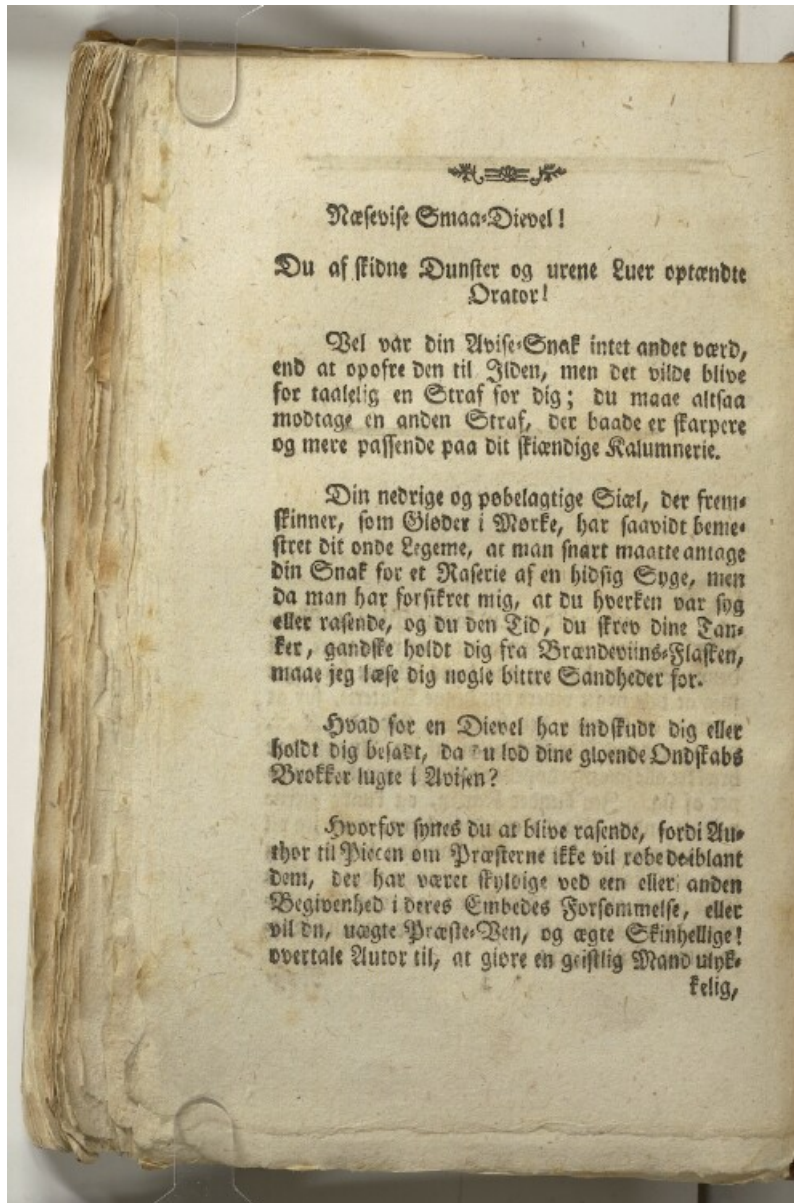 Næsevise Smaa-Dievel!
Du af skidne Dunster og urene Luer optændte
Orator!
Vel var din Avise-Snak intet andet værd,
end at opofre den til Ilden, men det vilde blive
for taalelig en Straf for dig; du maae altsaa
modtage en anden Straf, der baade er skarpere
og mere passende paa dit skiændige Kalumnerie.
Din nedrige og pøbelagtige Siæl, der frem-
skinner, som Gløder i Mørke, har saavidt beme-
stret dit onde Legeme, at man snart maatte antage
din Snak for et Raserie af en hidsig Syge, men
da man har forsikret mig, at du hverken var syg
eller rasende, og du den Tid, du skrev dine Tan-
ker, gandske holdt dig fra Brændeviins-Flasken,
maae jeg læse dig nogle bittre Sandheder for.
Hvad for en Dievel har indskudt dig eller
holdt dig besadt, da du lod dine gloende Ondskabs
Brokker lugte i Avisen?
Hvorfor synes du at blive rasende, fordi Au-
thor til Piecen om Præsterne ikke vil røbe de iblant
dem, der har været skyldige ved een eller anden
Begivenhed i deres Embedes Forsømmelse, eller
vil dn, uægte Præste-Ven, og ægte Skinhellige!
overtale Autor til, at giøre en geistlig Mand ulyk-
kelig,